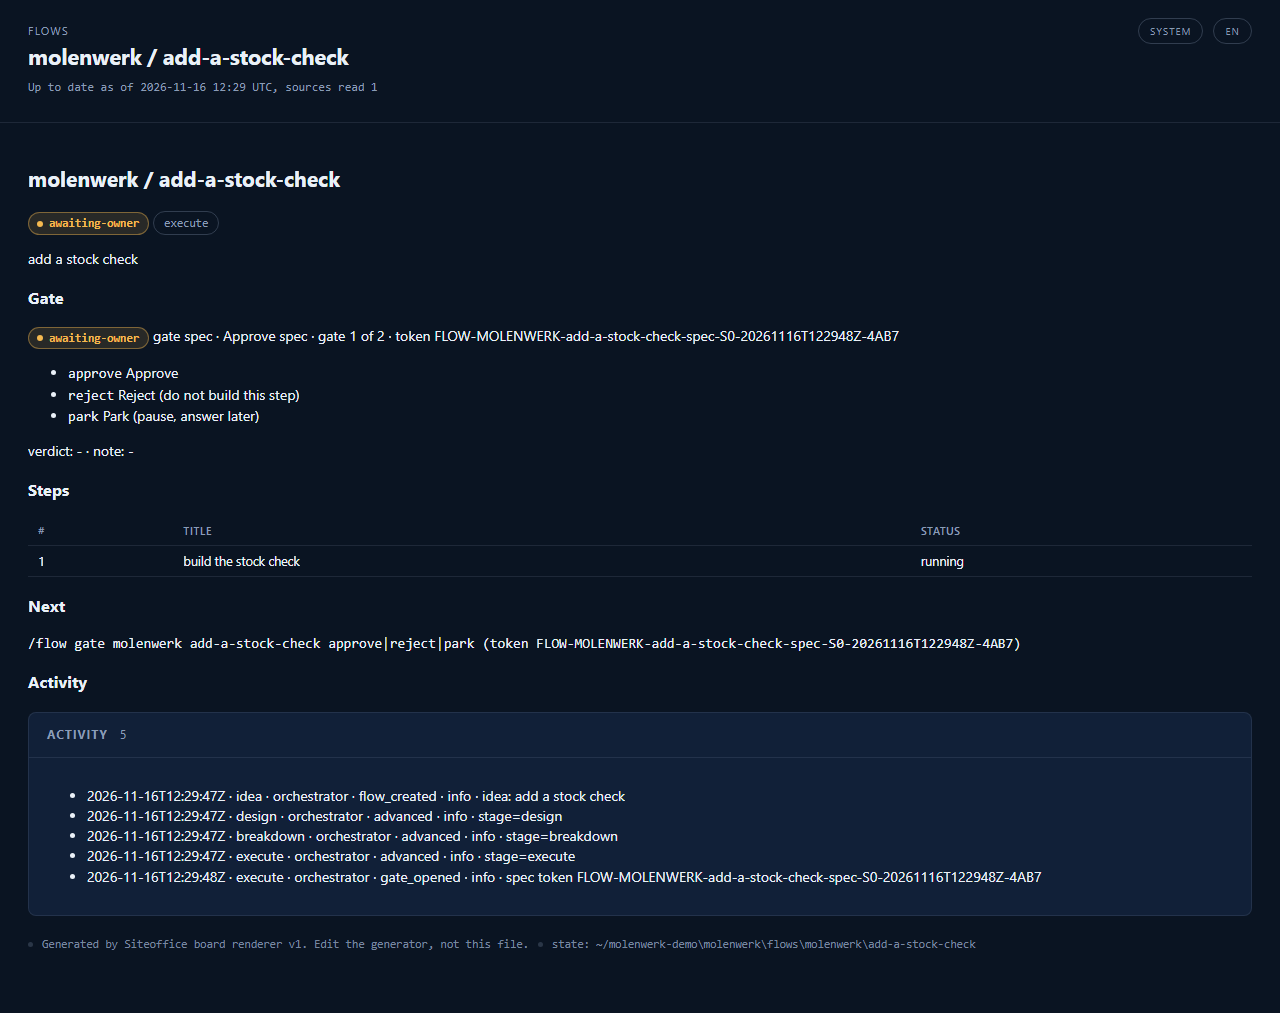 FLOWS
SYSTEM EN
molenwerk / add-a-stock-check
Up to date as of 2026-11-16 12:29 UTC, sources read 1
molenwerk / add-a-stock-check
awaiting-owner execute
add a stock check
Gate
awaiting-owner gate spec · Approve spec · gate 1 of 2 · token FLOW-MOLENWERK-add-a-stock-check-spec-S0-20261116T122948Z-4AB7
• approve Approve
• reject Reject (do not build this step)
• park Park (pause, answer later)
verdict: - · note: -
Steps
# TITLE STATUS
1 build the stock check running
Next
/flow gate molenwerk add-a-stock-check approve|reject|park (token FLOW-MOLENWERK-add-a-stock-check-spec-S0-20261116T122948Z-4AB7)
Activity
ACTIVITY 5
• 2026-11-16T12:29:47Z · idea · orchestrator · flow_created · info · idea: add a stock check
• 2026-11-16T12:29:47Z · design · orchestrator · advanced · info · stage=design
• 2026-11-16T12:29:47Z · breakdown · orchestrator · advanced · info · stage=breakdown
• 2026-11-16T12:29:47Z · execute · orchestrator · advanced · info · stage=execute
• 2026-11-16T12:29:48Z · execute · orchestrator · gate_opened · info · spec token FLOW-MOLENWERK-add-a-stock-check-spec-S0-20261116T122948Z-4AB7
Generated by Siteoffice board renderer v1. Edit the generator, not this file. state: ~/molenwerk-demo\molenwerk\flows\molenwerk\add-a-stock-check